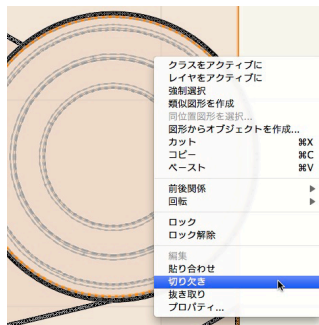 クラスをアクティブに
レイヤをアクティブに
強制選択
類似図形を作成
同位置図形を選択...
図形からオブジェクトを作成...
カット ⌘X
コピー ⌘C
ペースト ⌘V
前後関係 ▶
回転 ▶
ロック
ロック解除
編集
貼り合わせ
切り欠き
抜き取り
プロパティ...